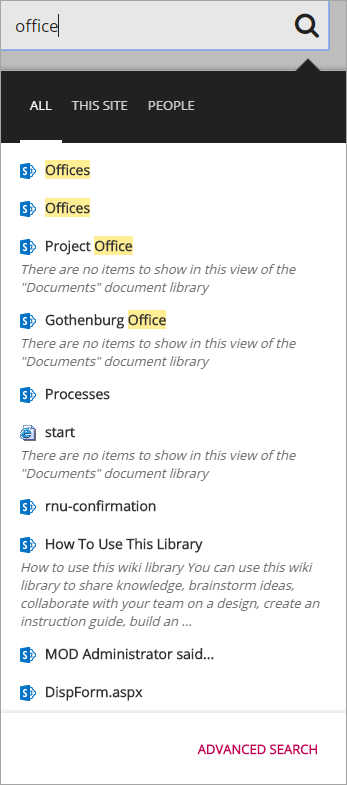 office
ALL THIS SITE PEOPLE
Offices
Offices
Project Office
There are no items to show in this view of the
"Documents" document library
Gothenburg Office
There are no items to show in this view of the
"Documents" document library
Processes
start
There are no items to show in this view of the
"Documents" document library
rnu-confirmation
How To Use This Library
How to use this wiki library You can use this wiki
library to share knowledge, brainstorm ideas,
collaborate with your team on a design, create an
instruction guide, build an ...
MOD Administrator said...
DispForm.aspx
ADVANCED SEARCH